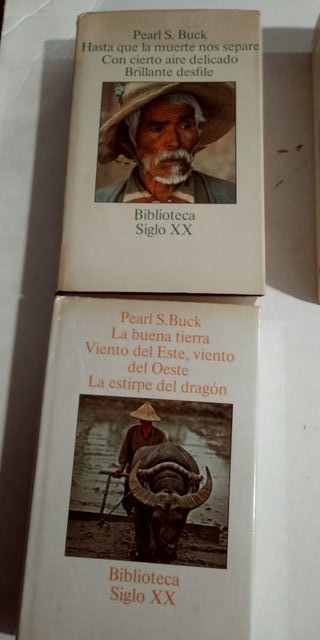 Pearl S. Buck
Hasta que la muerte nos separe
Con cierto aire delicado
Brillante desfile
Biblioteca
Siglo XX
Pearl S. Buck
La buena tierra
Viento del Este, viento
del Oeste
La estirpe del dragón
Biblioteca
Siglo XX